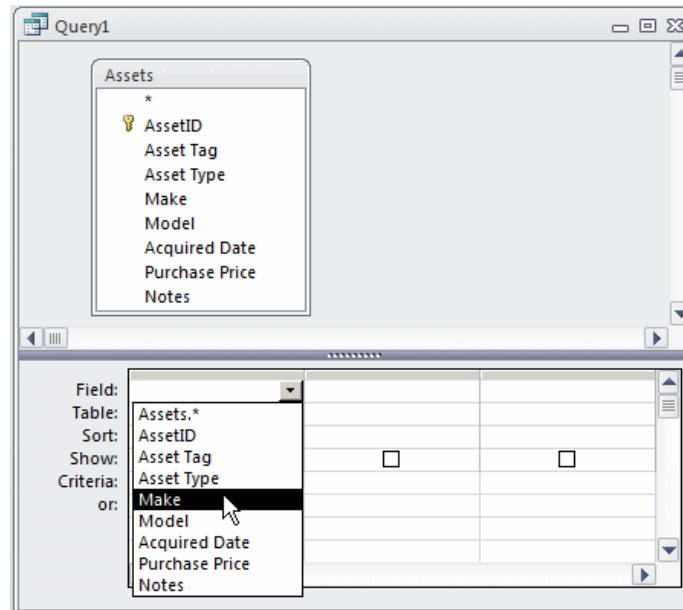 Query1
Assets
*
AssetID
Asset Tag
Asset Type
Make
Model
Acquired Date
Purchase Price
Notes
Field:
Table:
Sort:
Show:
Criteria:
or:
Assets.*
AssetID
Asset Tag
Asset Type
Make
Model
Acquired Date
Purchase Price
Notes